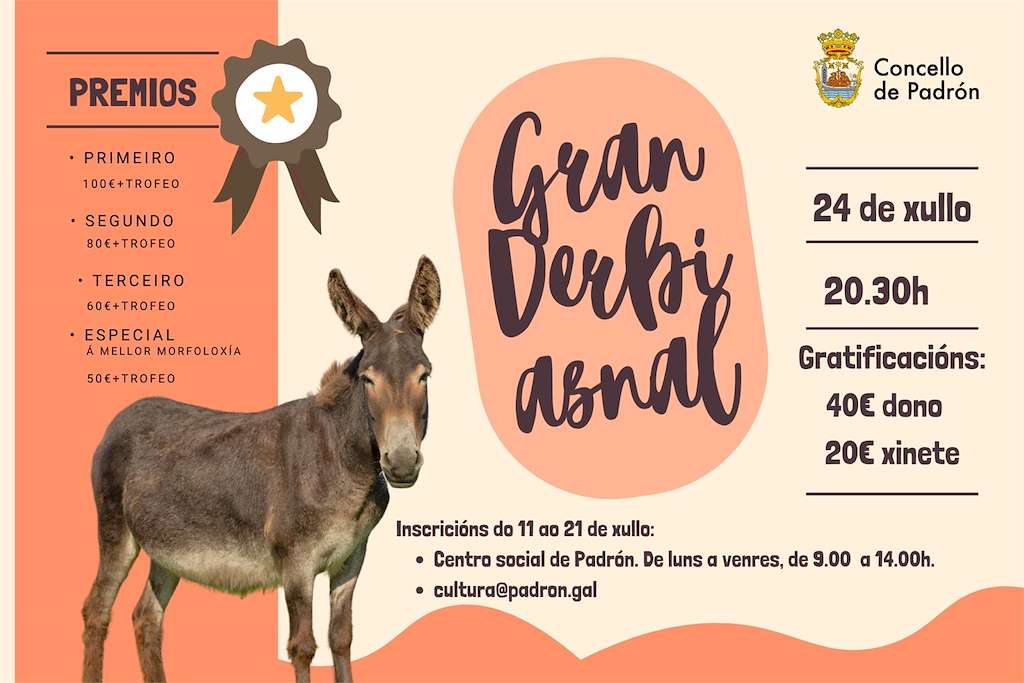 PREMIOS
• PRIMEIRO
100€+TROFEO
• SEGUNDO
80€+TROFEO
• TERCEIRO
60€+TROFEO
• ESPECIAL
Á MELLOR MORFOLOXÍA
50€+TROFEO
Gran
Derbi
asnal
Concello
de Padrón
24 de xullo
20.30h
Gratificacións:
40€ dono
20€ xinete
Inscricións do 11 ao 21 de xullo:
• Centro social de Padrón. De luns a venres, de 9.00 a 14.00h.
• cultura@padron.gal